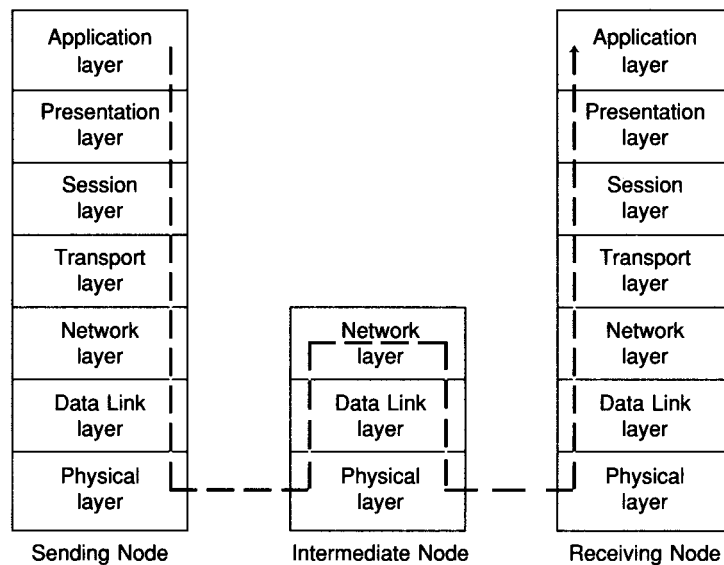 Application
layer
Presentation
layer
Session
layer
Transport
layer
Network
layer
Data Link
layer
Physical
layer
Sending Node
Network
layer
Data Link
layer
Physical
layer
Intermediate Node
Application
layer
Presentation
layer
Session
layer
Transport
layer
Network
layer
Data Link
layer
Physical
layer
Receiving Node